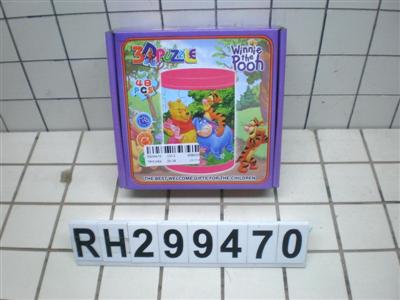 3D PUZZLE
Winnie
the
Pooh
48
PCS
THE BEST WELCOME GIFTS FOR THE CHILDREN
RH299470